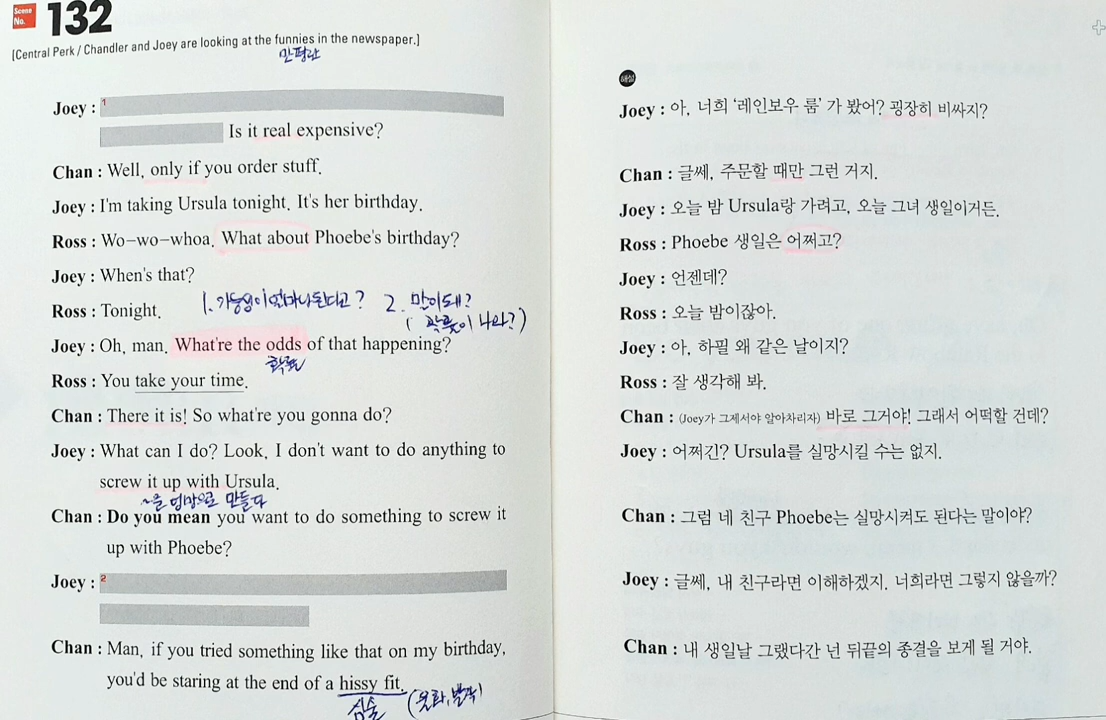 Scene No. 132
[Central Perk / Chandler and Joey are looking at the funnies in the newspaper.]
만평란
Joey : 1
Is it real expensive?
Chan : Well, only if you order stuff.
Joey : I'm taking Ursula tonight. It's her birthday.
Ross : Wo-wo-whoa. What about Phoebe's birthday?
Joey : When's that?
Ross : Tonight.
1. 가능성이 얼마나 된다고? 2. 말이 돼?
Joey : Oh, man. What're the odds of that happening?
확률
Ross : You take your time.
Chan : There it is! So what're you gonna do?
Joey : What can I do? Look, I don't want to do anything to
screw it up with Ursula.
~을 엉망으로 만들다
Chan : Do you mean you want to do something to screw it
up with Phoebe?
Joey : 2
Chan : Man, if you tried something like that on my birthday,
you'd be staring at the end of a hissy fit.
심술
해설
Joey : 아, 너희 '레인보우 룸'가 봤어? 굉장히 비싸지?
Chan : 글쎄, 주문할 때만 그런 거지.
Joey : 오늘 밤 Ursula랑 가려고, 오늘 그녀 생일이거든.
Ross : Phoebe 생일은 어쩌고?
Joey : 언젠데?
Ross : 오늘 밤이잖아.
Joey : 아, 하필 왜 같은 날이지?
Ross : 잘 생각해 봐.
Chan : (Joey가 그제서야 알아차리자) 바로 그거야! 그래서 어떡할 건데?
Joey : 어쩌긴? Ursula를 실망시킬 수는 없지.
Chan : 그럼 네 친구 Phoebe는 실망시켜도 된다는 말이야?
Joey : 글쎄, 내 친구라면 이해하겠지. 너희라면 그렇지 않을까?
Chan : 내 생일날 그랬다간 넌 뒤끝의 종결을 보게 될 거야.